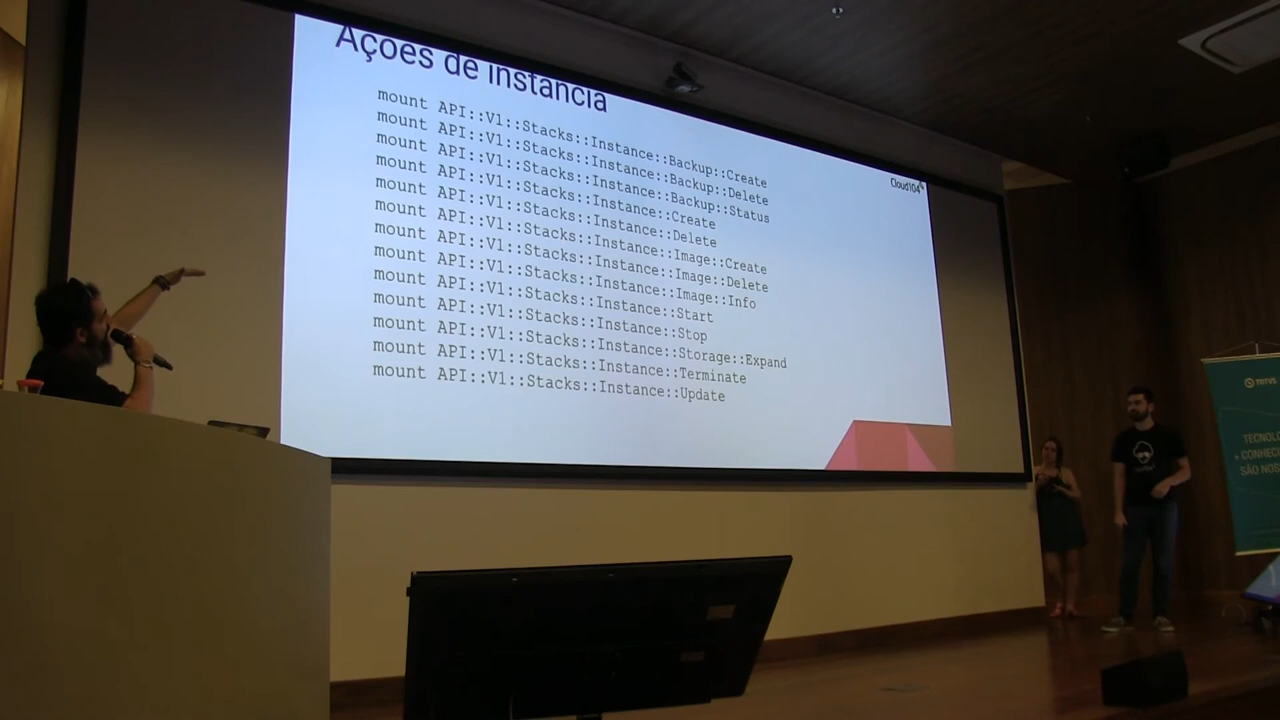 Ações de instância
mount API::V1::Stacks::Instance::Backup::Create
mount API::V1::Stacks::Instance::Backup::Delete
mount API::V1::Stacks::Instance::Backup::Status
mount API::V1::Stacks::Instance::Create
mount API::V1::Stacks::Instance::Delete
mount API::V1::Stacks::Instance::Image::Create
mount API::V1::Stacks::Instance::Image::Delete
mount API::V1::Stacks::Instance::Image::Info
mount API::V1::Stacks::Instance::Start
mount API::V1::Stacks::Instance::Stop
mount API::V1::Stacks::Instance::Storage::Expand
mount API::V1::Stacks::Instance::Terminate
mount API::V1::Stacks::Instance::Update
Cloud104
TOTVS
SÃO NOS